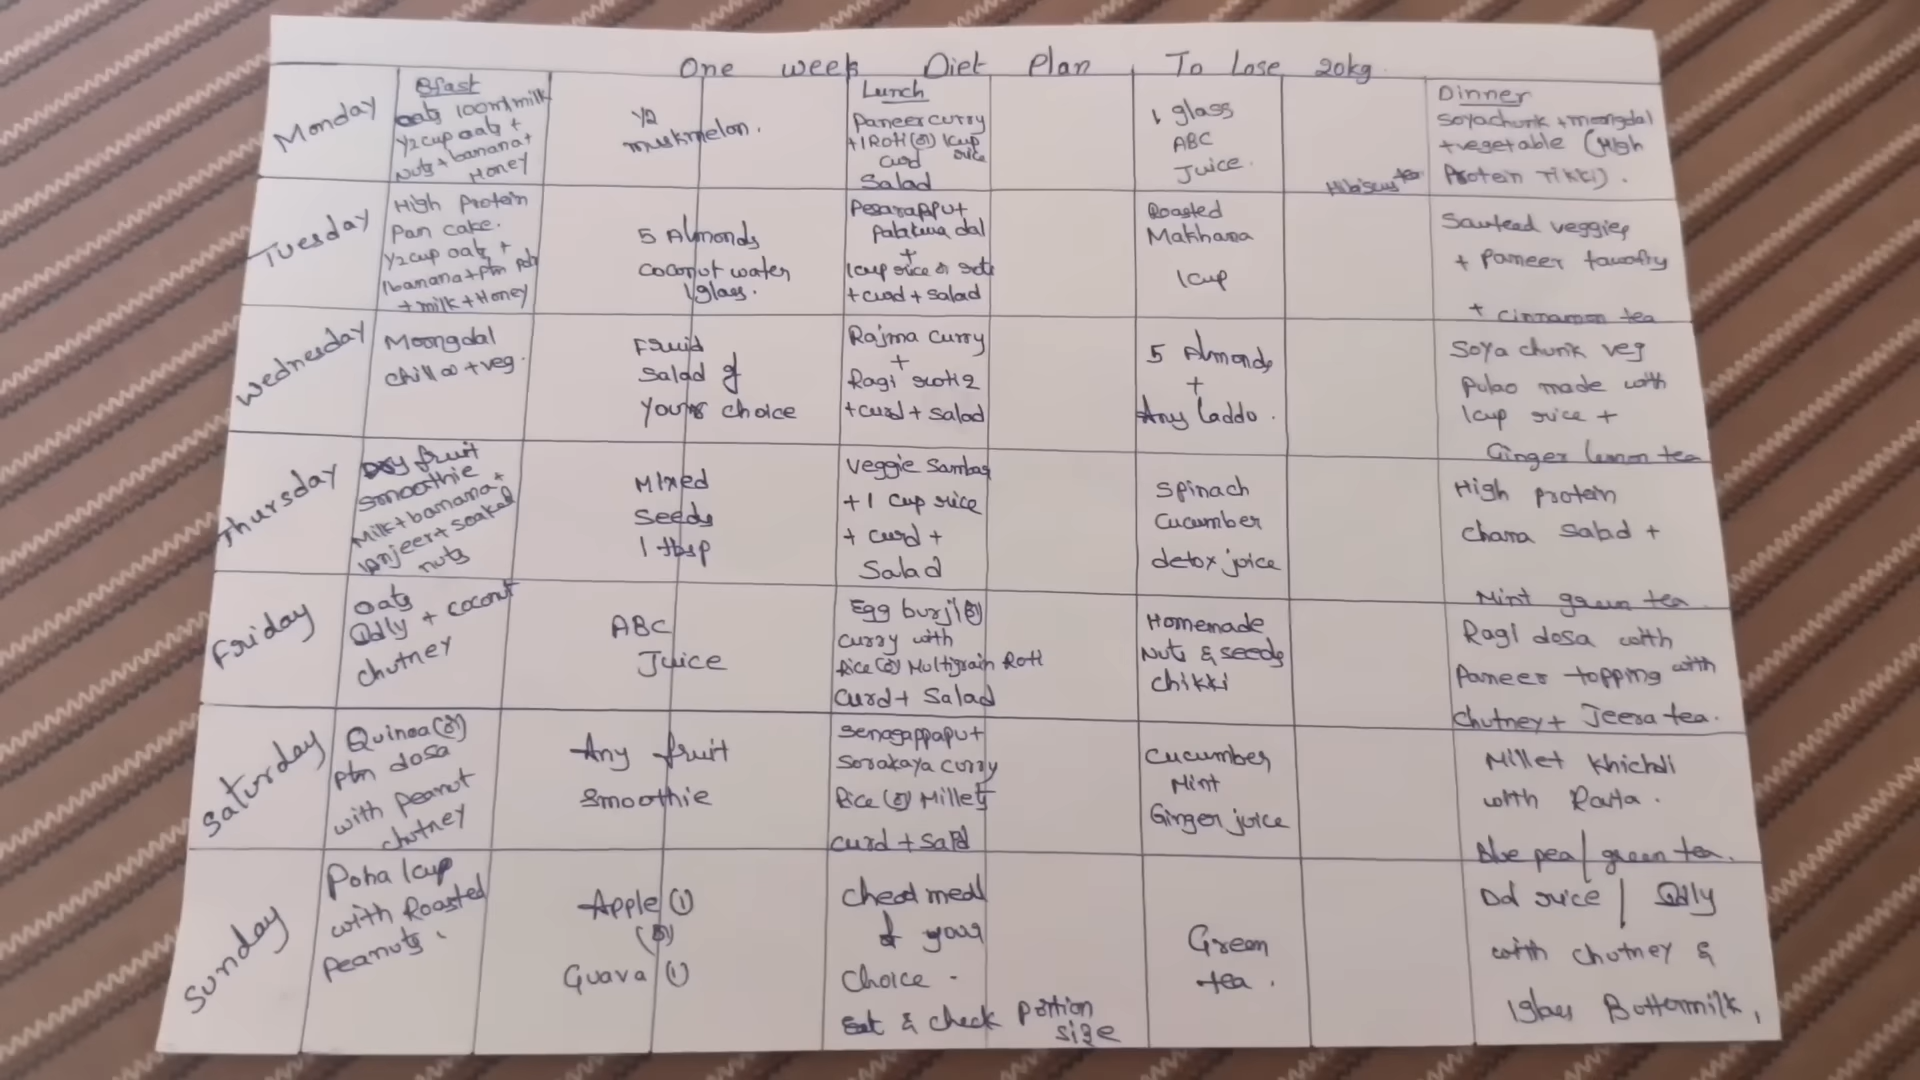 One week Diet Plan To Lose 20kg
Monday
Bfast
oats 100ml milk
1/2 cup oats +
Nuts + banana +
Honey
1/2
muskmelon.
Lunch
Paneer curry
+ 1 Roti (or) 1 cup
curd rice
Salad
1 glass
ABC
Juice.
Hibiscus tea
Dinner
Soyachunk + moongdal
+ vegetable (High
Protein Tikki).
Tuesday
High Protein
Pan cake.
1/2 cup oats +
1 banana + ptn pdr
+ milk + Honey
5 Almonds
coconut water
1 glass.
Pesarappu +
Palakura dal
+
1 cup rice or roti
+ curd + salad
Roasted
Makhana
1 cup
Sautead veggies
+ Paneer
+ cinnamon tea
Wednesday
Moongdal
chilla + veg.
Fruit
Salad of
Your choice
Rajma curry
+
Ragi roti 2
+ curd + salad
5 Almonds
+
Any laddo.
Soya chunk veg
pulao made with
1 cup rice +
Ginger lemon tea
Thursday
Dry fruit
smoothie
Milk + banana +
anjeer + soaked
nuts
Mixed
Seeds
1 tbsp
Veggie Sambar
+ 1 cup rice
+ curd +
Salad
Spinach
Cucumber
detox juice
High protein
chana salad +
Mint green tea
Friday
Oats
Idly + coconut
chutney
ABC
Juice
Egg burji (or)
curry with
Rice (or) Multigrain Roti
Curd + Salad
Homemade
Nuts & seeds
Chikki
Ragi dosa with
Paneer topping with
chutney + Jeera tea.
Saturday
Quinoa (or)
ptn dosa
with peanut
chutney
Any fruit
Smoothie
Senagappapu +
Sorakaya curry
Rice (or) Millets
curd + Salad
Cucumber
Mint
Ginger juice
Millet Khichdi
with Raita.
Blue pea / green tea.
Sunday
Poha 1 cup
with Roasted
Peanuts.
Apple (1)
(or)
Guava (1)
Cheat meal
of your
Choice.
Eat & check portion
size
Green
tea.
Dal rice / Idly
with chutney &
1 glass Buttermilk.